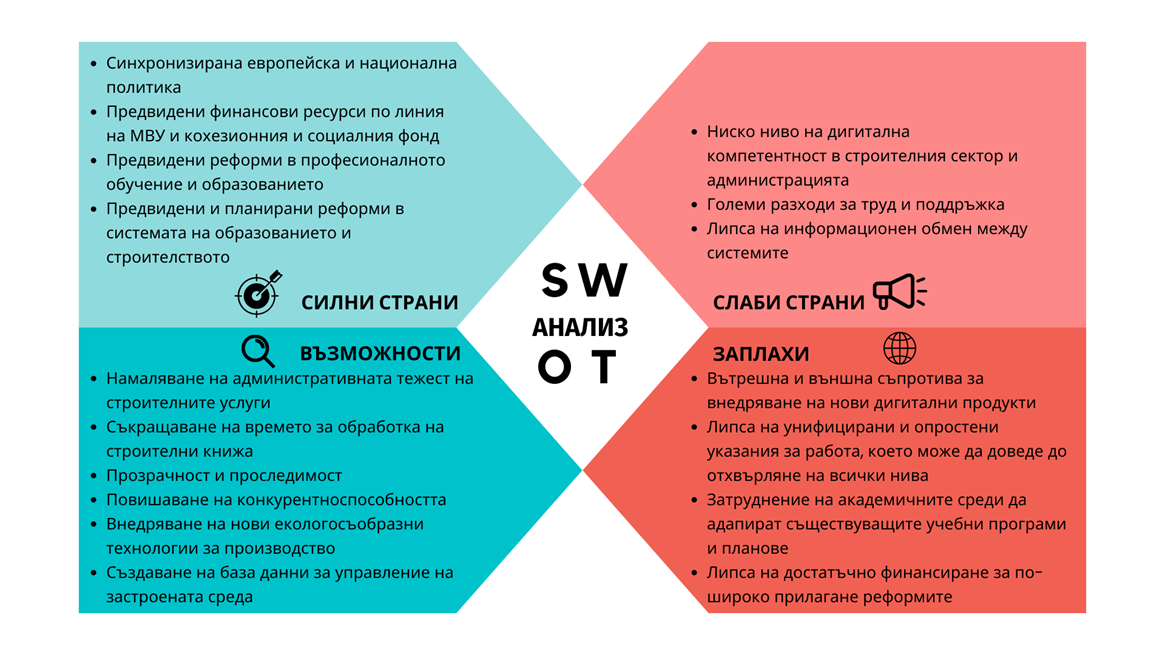 • Синхронизирана европейска и национална
политика
• Предвидени финансови ресурси по линия
на МВУ и кохезионния и социалния фонд
• Предвидени реформи в професионалното
обучение и образованието
• Предвидени и планирани реформи в
системата на образованието и
строителството
СИЛНИ СТРАНИ
• Ниско ниво на дигитална
компетентност в строителния сектор и
администрацията
• Големи разходи за труд и поддръжка
• Липса на информационен обмен между
системите
СЛАБИ СТРАНИ
S W
АНАЛИЗ
O T
ВЪЗМОЖНОСТИ
• Намаляване на административната тежест на
строителните услуги
• Съкращаване на времето за обработка на
строителни книжа
• Прозрачност и проследимост
• Повишаване на конкурентноспособността
• Внедряване на нови екологосъобразни
технологии за производство
• Създаване на база данни за управление на
застроената среда
ЗАПЛАХИ
• Вътрешна и външна съпротива за
внедряване на нови дигитални продукти
• Липса на унифицирани и опростени
указания за работа, което може да доведе до
отхвърляне на всички нива
• Затруднение на академичните среди да
адапират съществуващите учебни програми
и планове
• Липса на достатъчно финансиране за по-
широко прилагане реформите